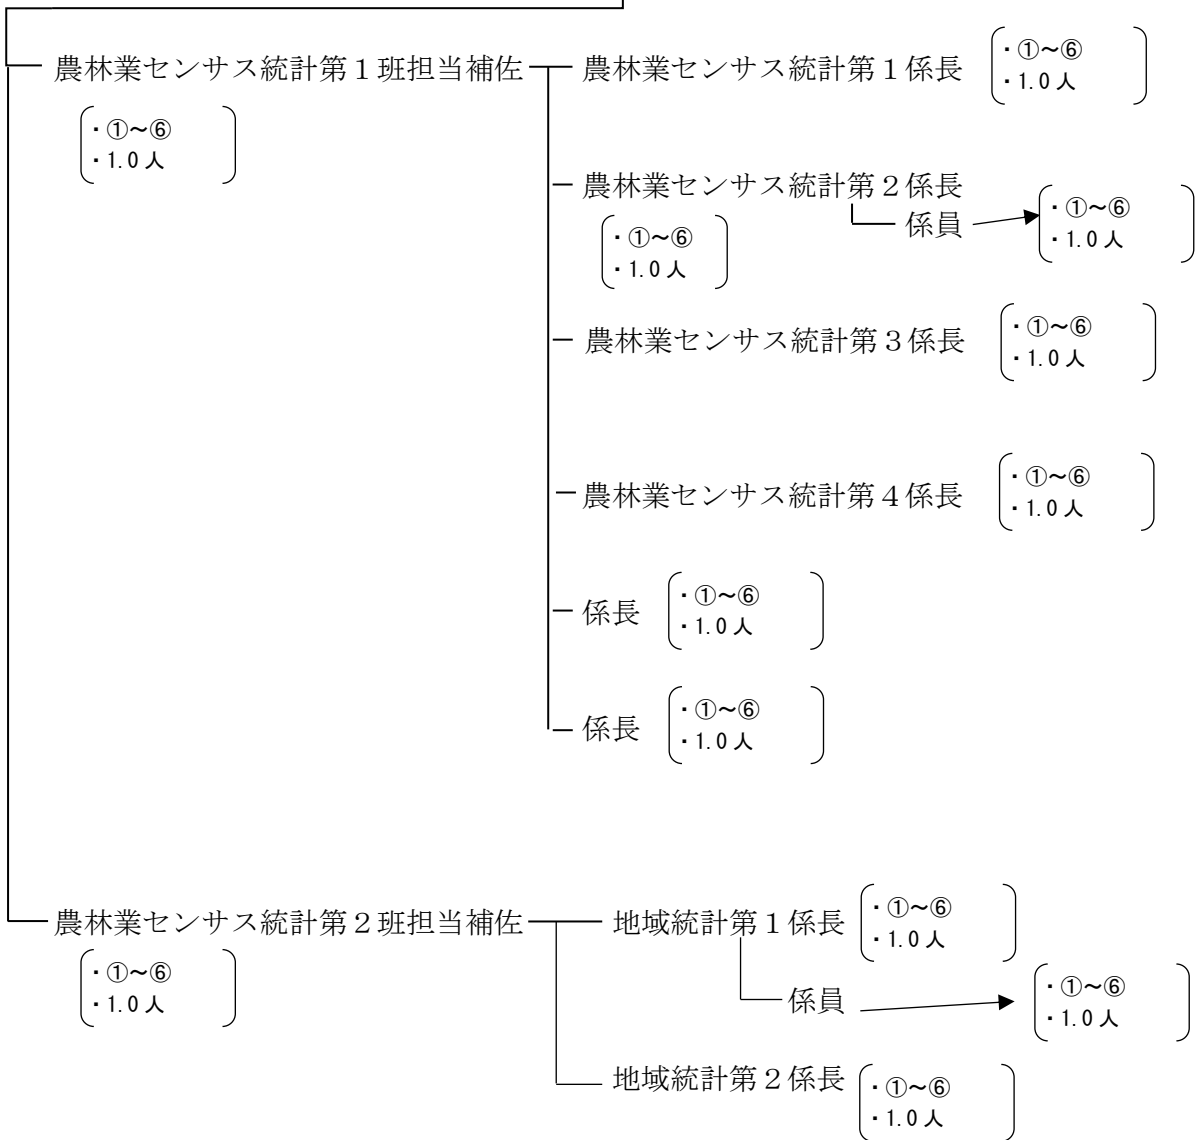 農林業センサス統計第１班担当補佐
・①～⑥
・1.0人
農林業センサス統計第１係長
・①～⑥
・1.0人
農林業センサス統計第２係長
・①～⑥
・1.0人
係員
・①～⑥
・1.0人
農林業センサス統計第３係長
・①～⑥
・1.0人
農林業センサス統計第４係長
・①～⑥
・1.0人
係長
・①～⑥
・1.0人
係長
・①～⑥
・1.0人
農林業センサス統計第２班担当補佐
・①～⑥
・1.0人
地域統計第１係長
・①～⑥
・1.0人
係員
・①～⑥
・1.0人
地域統計第２係長
・①～⑥
・1.0人